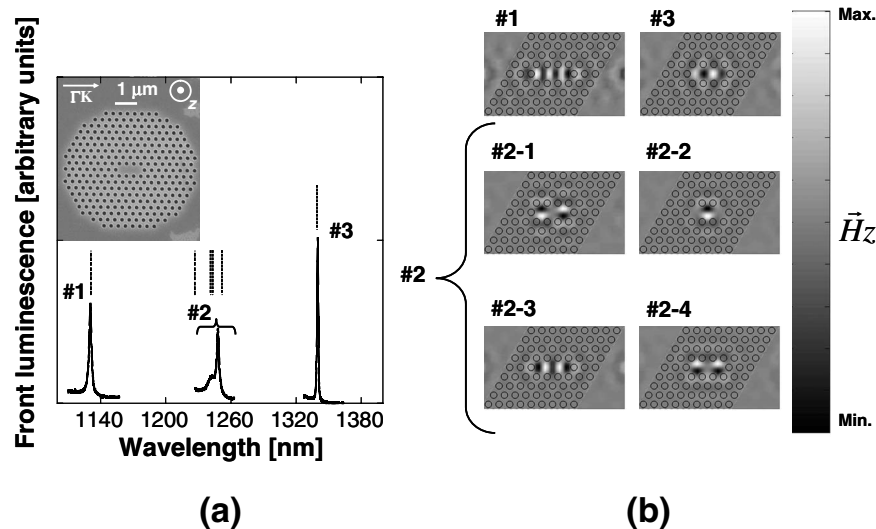 Front luminescence [arbitrary units]
ΓK
1 μm
z
#1
#2
#3
1140 1200 1260 1320 1380
Wavelength [nm]
(a)
#1
#3
#2-1
#2-2
#2
#2-3
#2-4
Max.
Hz
Min.
(b)